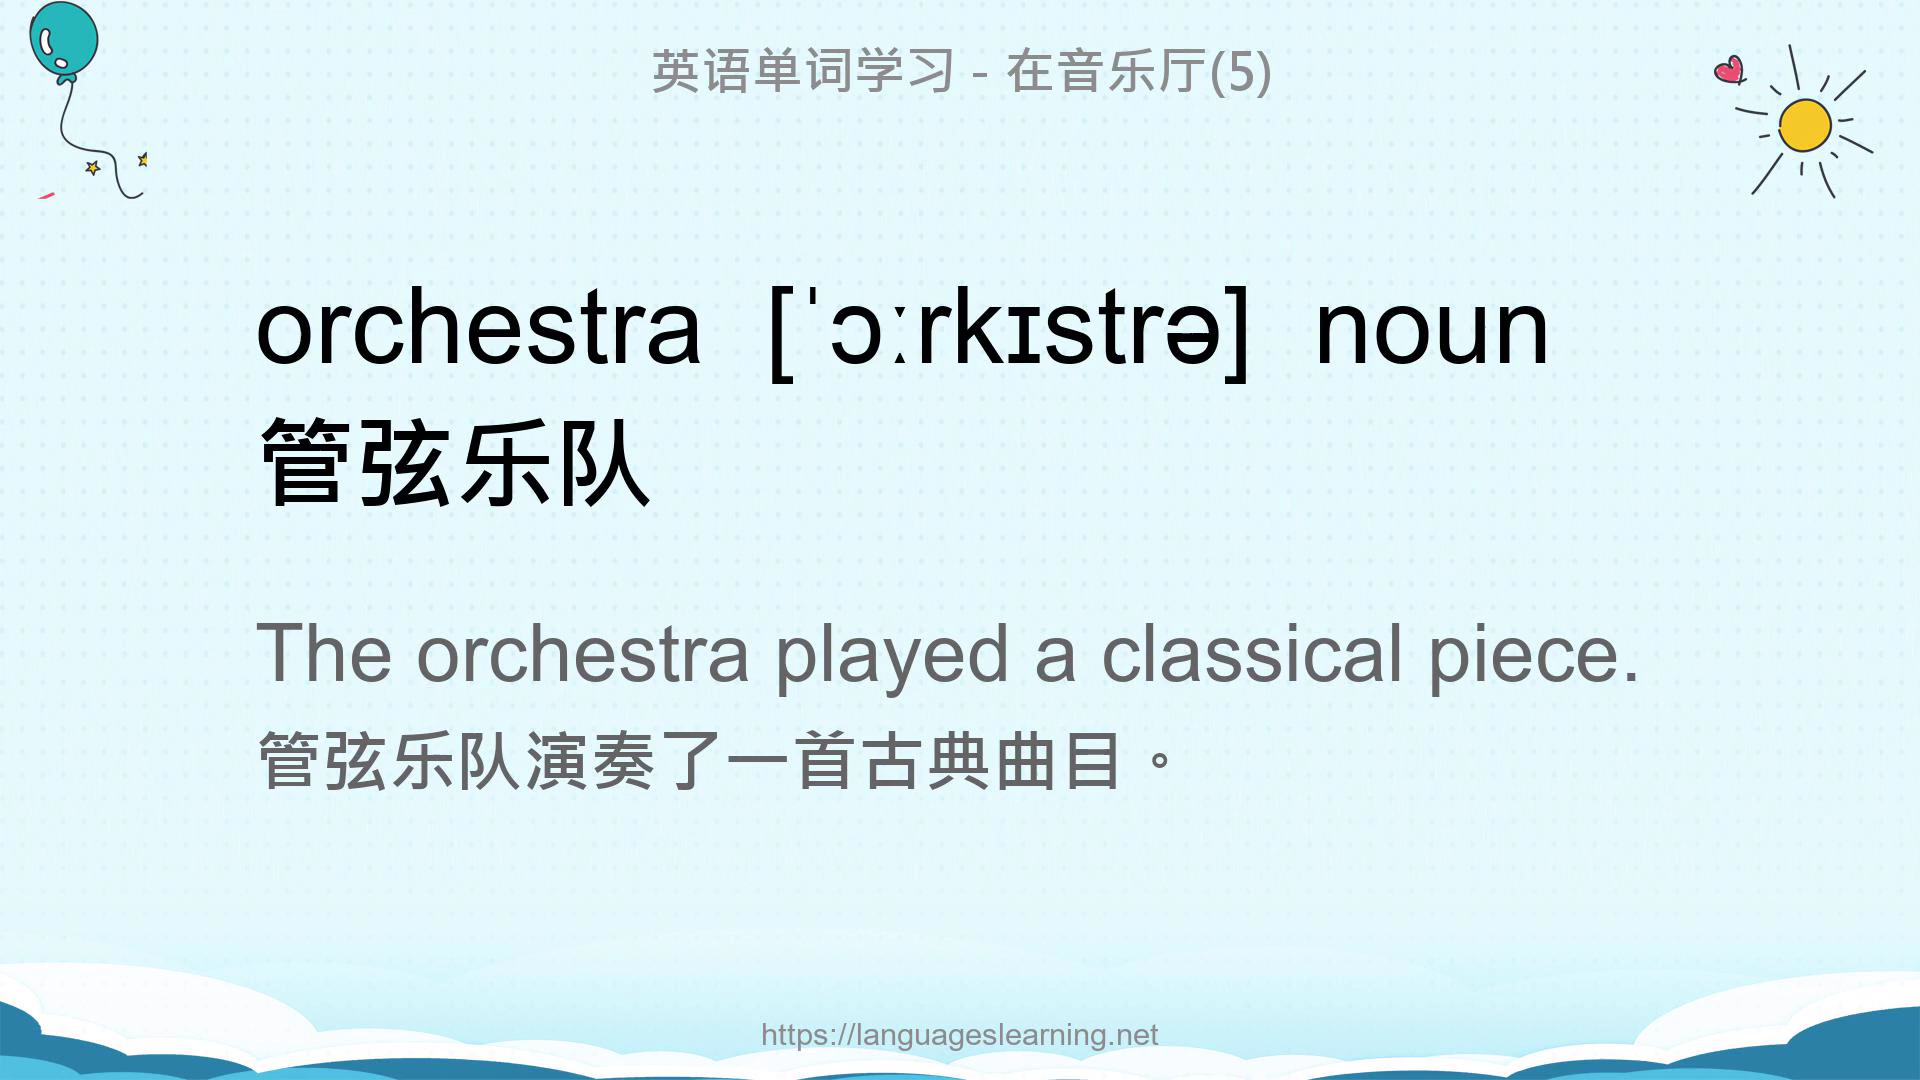 英语单词学习 - 在音乐厅(5)
orchestra [ˈɔːrkɪstrə] noun
管弦乐队
The orchestra played a classical piece.
管弦乐队演奏了一首古典曲目。
https://languageslearning.net